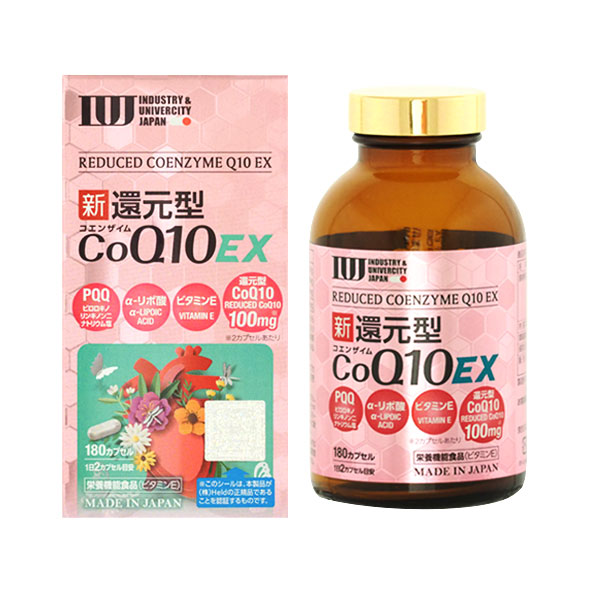 IUJ
INDUSTRY &
UNIVERCITY
JAPAN
REDUCED COENZYME Q10 EX
新 還元型
コエンザイム
CoQ10EX
PQQ
ピロロキノ
リンキノンニ
ナトリウム塩
α-リポ酸
α-LIPOIC
ACID
ビタミンE
VITAMIN E
還元型
CoQ10
REDUCED CoQ10
100mg※
※2カプセルあたり
180カプセル
1日2カプセル目安
栄養機能食品(ビタミンE)
MADE IN JAPAN
※このシールは、本製品が
(株)Heldの正規品である
ことを認証するものです。
IUJ
INDUSTRY &
UNIVERCITY
JAPAN
REDUCED COENZYME Q10 EX
新 還元型
コエンザイム
CoQ10EX
PQQ
ピロロキノ
リンキノンニ
ナトリウム塩
α-リポ酸
α-LIPOIC
ACID
ビタミンE
VITAMIN E
還元型
CoQ10
REDUCED CoQ10
100mg※
※2カプセルあたり
180カプセル
1日2カプセル目安
栄養機能食品(ビタミンE)
MADE IN JAPAN